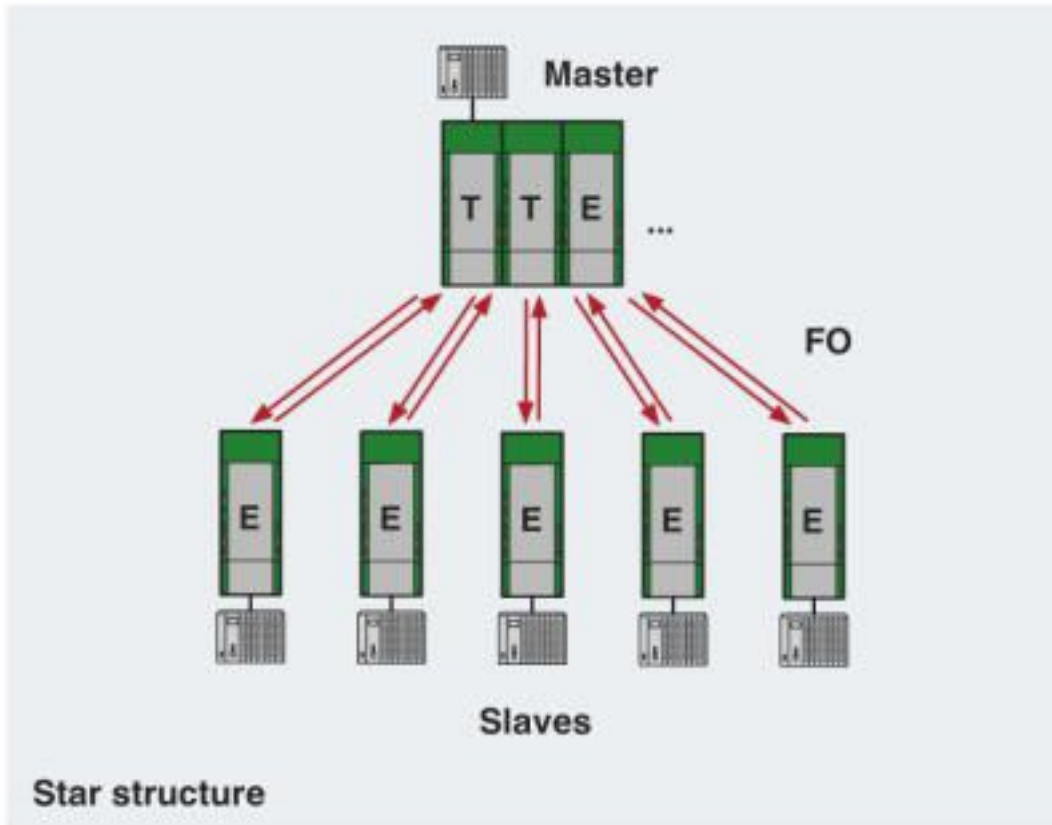 Master
T T E ...
FO
E E E E E
Slaves
Star structure